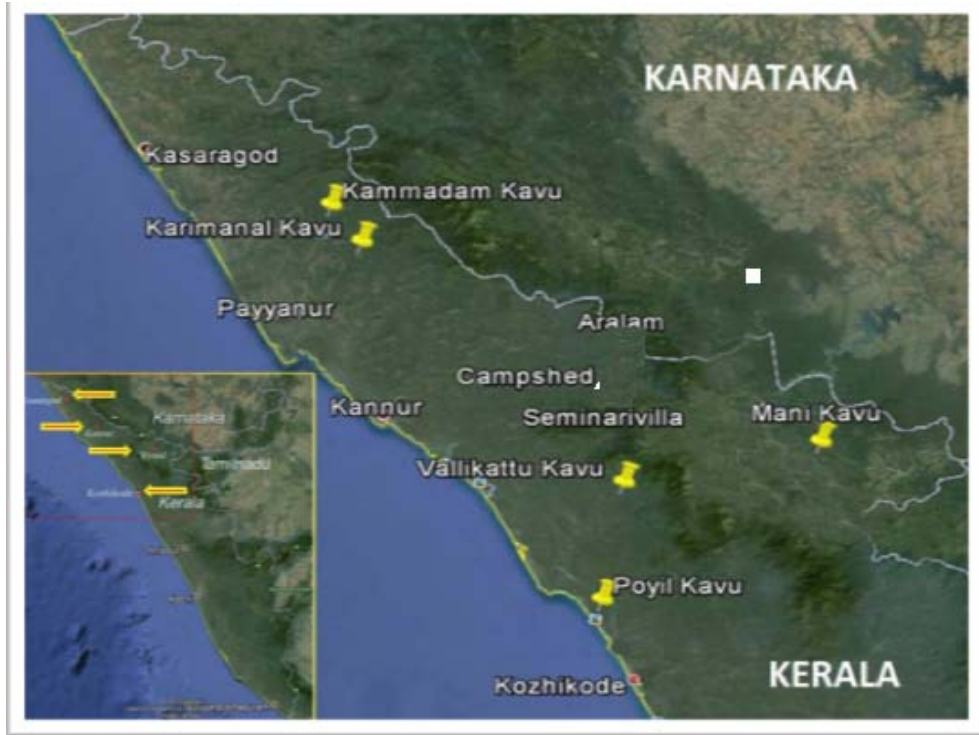 KARNATAKA
Kasaragod
Kammadam Kavu
Karimanal Kavu
Payyanur
Aralam
Campshed
Kannur
Seminarivilla
Mani Kavu
Vallikattu Kavu
Poyil Kavu
Kozhikode
KERALA
Karnataka
Tamilnadu
Kerala